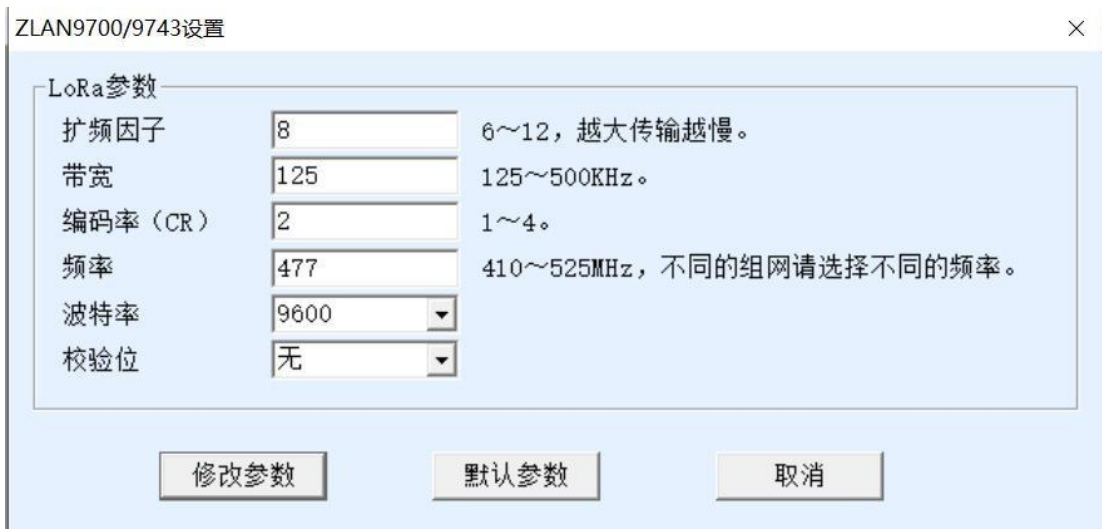 ZLAN9700/9743设置
LoRa参数
扩频因子 8 6～12，越大传输越慢。
带宽 125 125～500KHz。
编码率（CR） 2 1～4。
频率 477 410～525MHz，不同的组网请选择不同的频率。
波特率 9600
校验位 无
修改参数 默认参数 取消